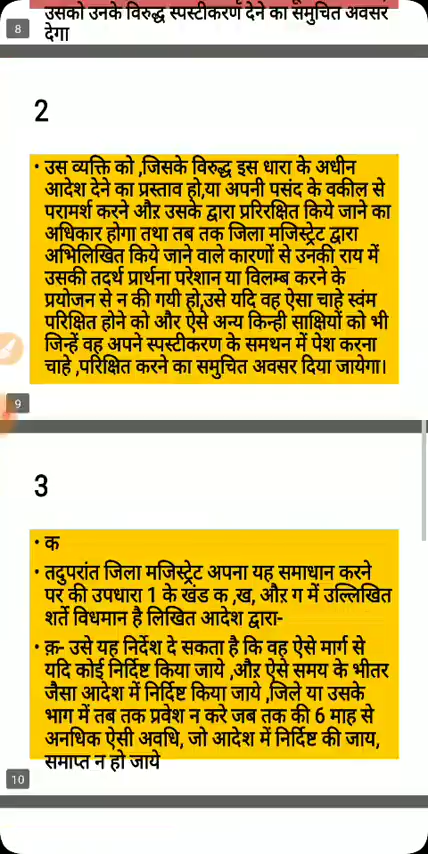 उसको उनके विरुद्ध स्पस्टीकरण देने का समुचित अवसर
देगा
8
2
• उस व्यक्ति को ,जिसके विरुद्ध इस धारा के अधीन
आदेश देने का प्रस्ताव हो,या अपनी पसंद के वकील से
परामर्श करने औऱ उसके द्वारा प्ररिरक्षित किये जाने का
अधिकार होगा तथा तब तक जिला मजिस्ट्रेट द्वारा
अभिलिखित किये जाने वाले कारणों से उनकी राय में
उसकी तदर्थ प्रार्थना परेशान या विलम्ब करने के
प्रयोजन से न की गयी हो,उसे यदि वह ऐसा चाहे स्वंम
परिक्षित होने को और ऐसे अन्य किन्ही साक्षियों को भी
जिन्हें वह अपने स्पस्टीकरण के समथन में पेश करना
चाहे ,परिक्षित करने का समुचित अवसर दिया जायेगा।
9
3
• क
• तदुपरांत जिला मजिस्ट्रेट अपना यह समाधान करने
पर की उपधारा 1 के खंड क ,ख, औऱ ग में उल्लिखित
शर्ते विधमान है लिखित आदेश द्वारा-
• क़- उसे यह निर्देश दे सकता है कि वह ऐसे मार्ग से
यदि कोई निर्दिष्ट किया जाये ,औऱ ऐसे समय के भीतर
जैसा आदेश में निर्दिष्ट किया जाये ,जिले या उसके
भाग में तब तक प्रवेश न करे जब तक की 6 माह से
अनधिक ऐसी अवधि, जो आदेश में निर्दिष्ट की जाय,
समाप्त न हो जाये
10